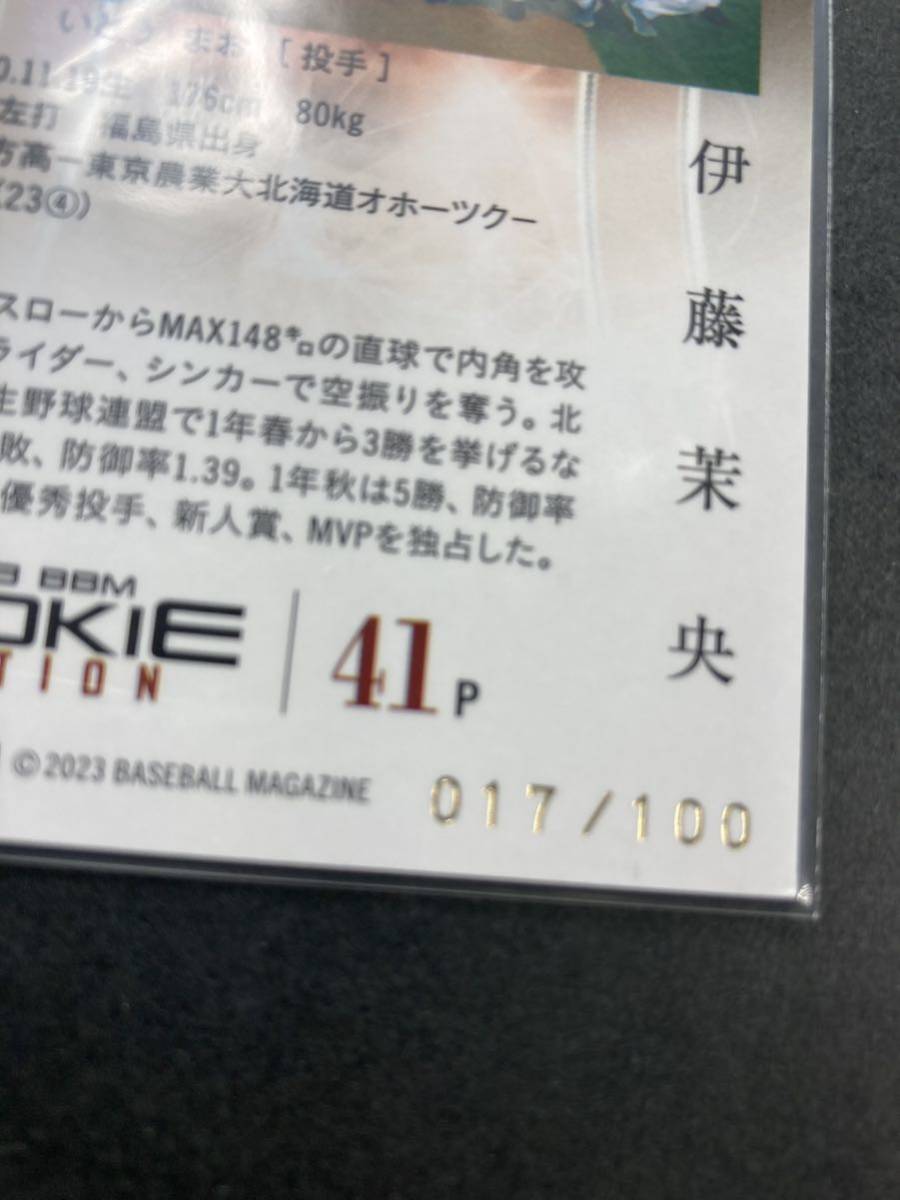 いとう まお [ 投手 ]
0.11.19生 176cm 80kg
左打 福島県出身
方高ー東京農業大北海道オホーツクー
23④)
スローからMAX148㌔の直球で内角を攻
ライダー、シンカーで空振りを奪う。北
生野球連盟で1年春から3勝を挙げるな
敗、防御率1.39。1年秋は5勝、防御率
優秀投手、新人賞、MVPを独占した。
伊藤茉央
3 BBM
OKIE
TION
41 P
©2023 BASEBALL MAGAZINE
017/100